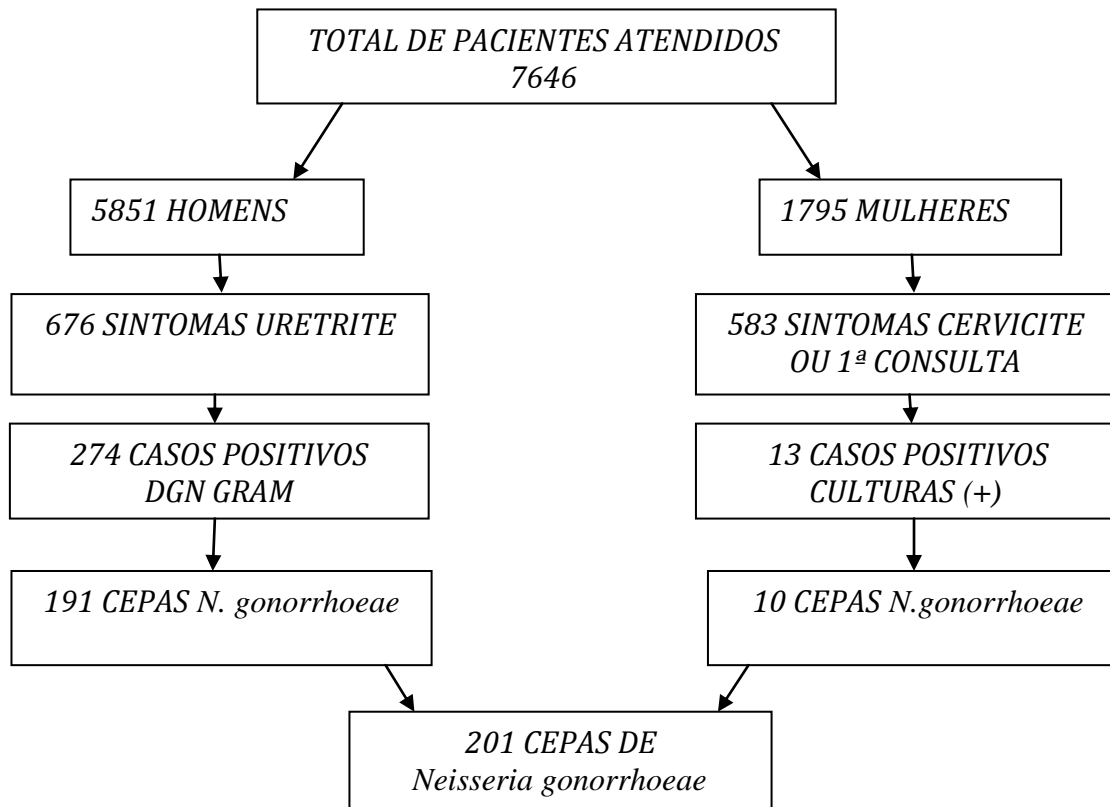 TOTAL DE PACIENTES ATENDIDOS
7646
5851 HOMENS
1795 MULHERES
676 SINTOMAS URETRITE
583 SINTOMAS CERVICITE
OU 1ª CONSULTA
274 CASOS POSITIVOS
DGN GRAM
13 CASOS POSITIVOS
CULTURAS (+)
191 CEPAS N. gonorrhoeae
10 CEPAS N.gonorrhoeae
201 CEPAS DE
Neisseria gonorrhoeae